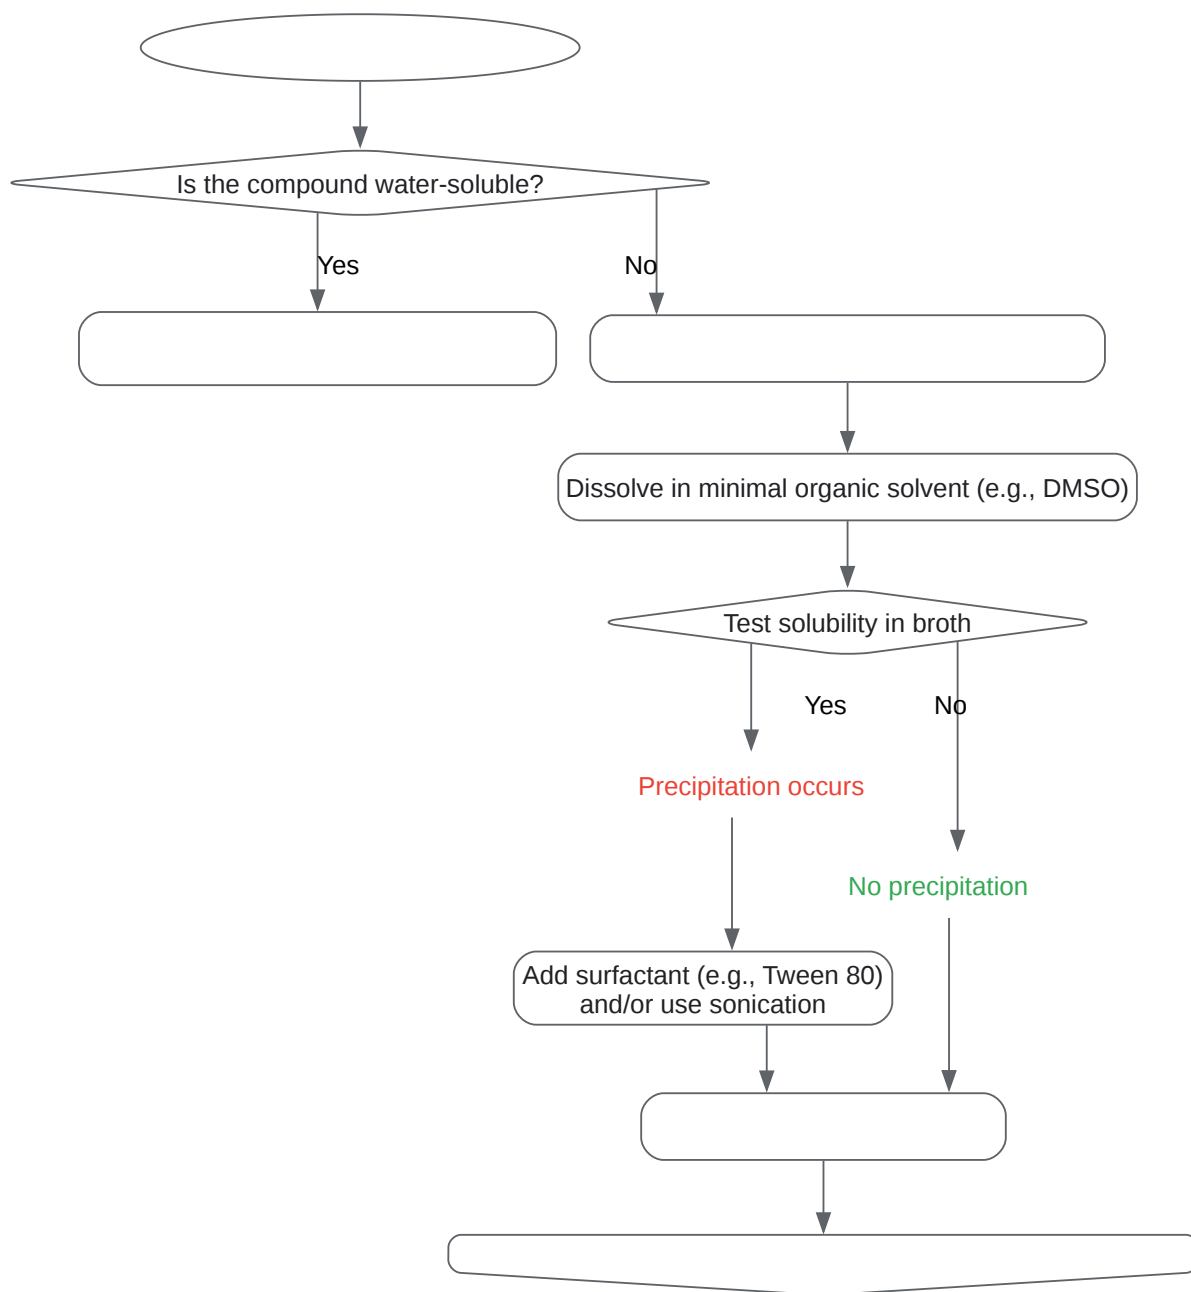 Is the compound water-soluble?
Yes
No
Dissolve in minimal organic solvent (e.g., DMSO)
Test solubility in broth
Yes
No
Precipitation occurs
No precipitation
Add surfactant (e.g., Tween 80)
and/or use sonication